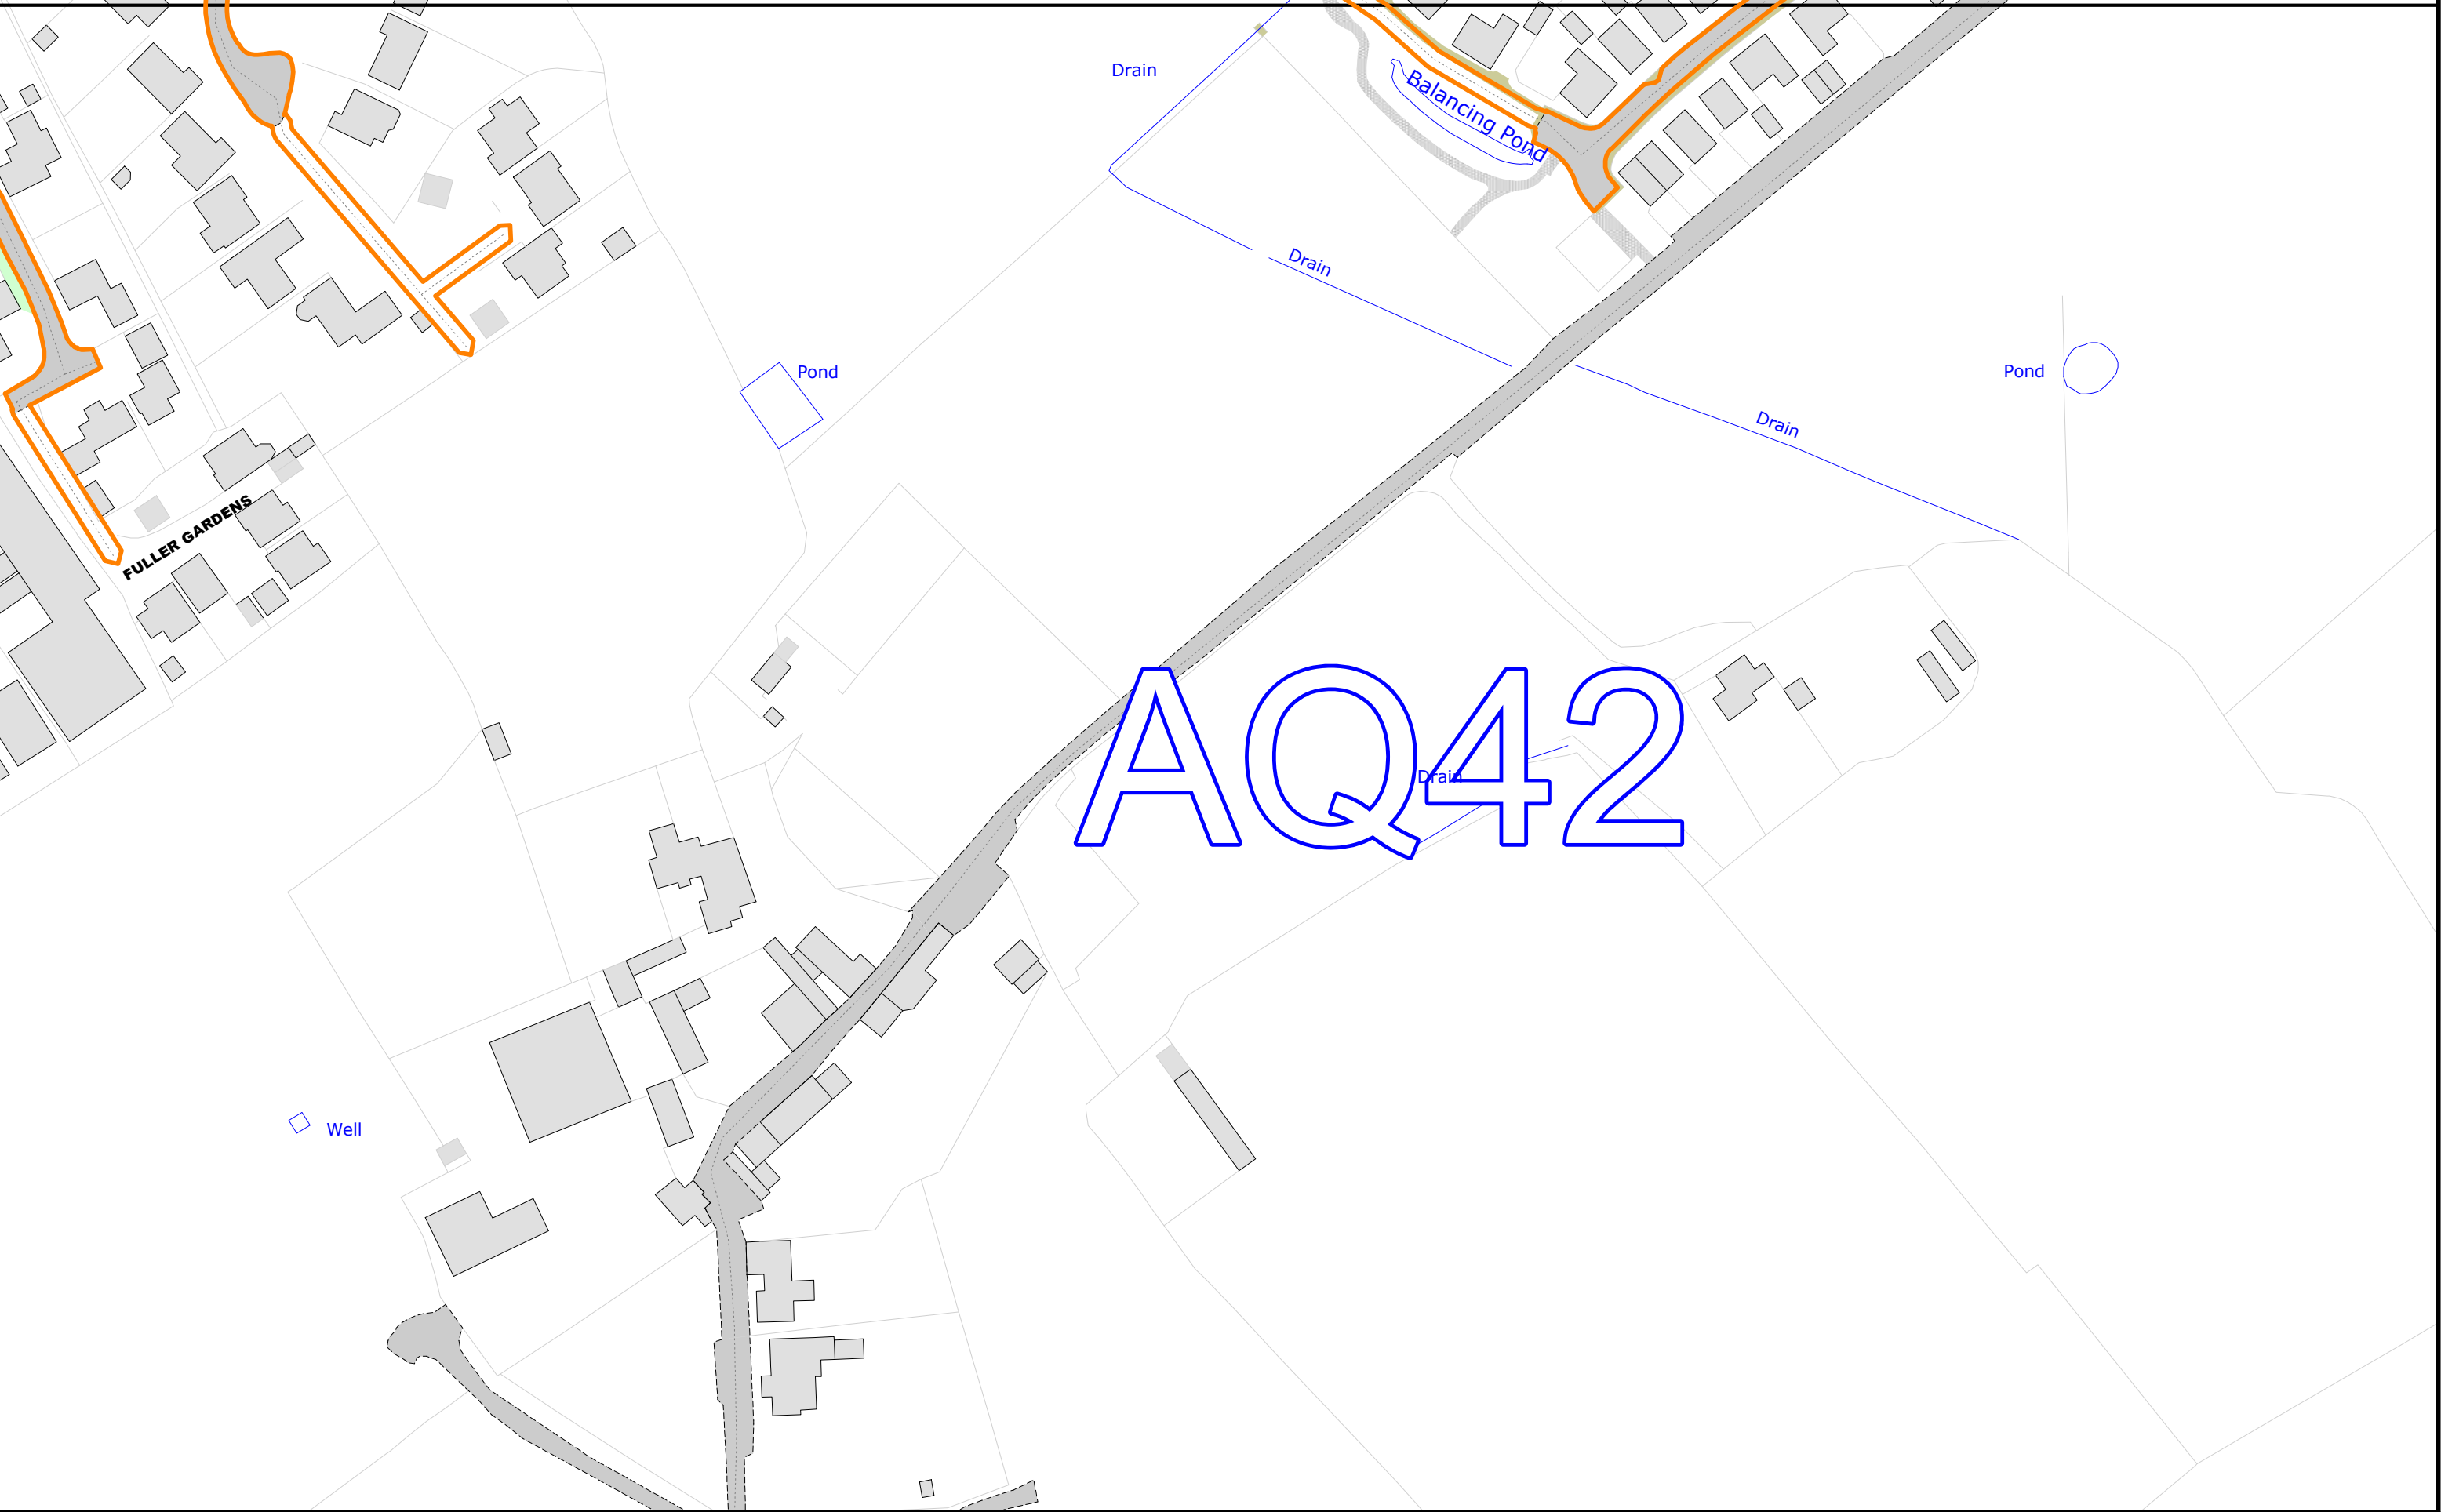 Drain
Balancing Pond
Drain
Pond
Pond
Drain
FULLER GARDENS
AQ42
Drain
Well